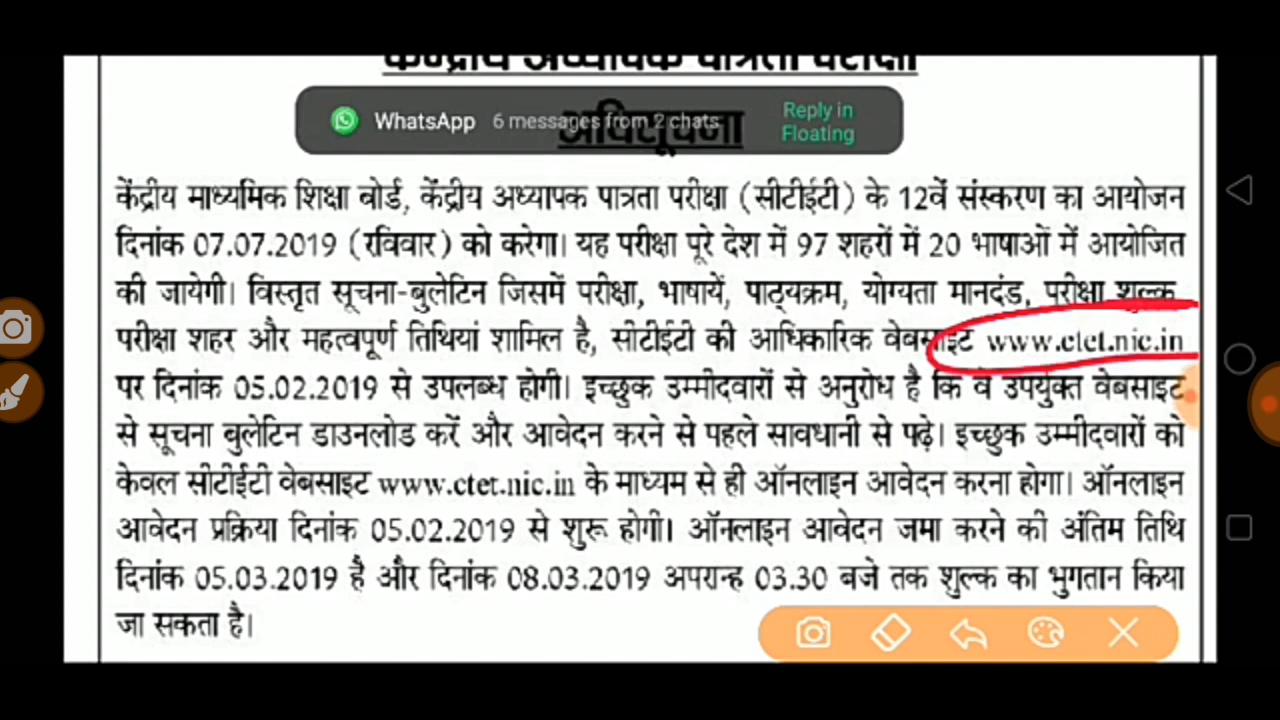 केन्द्रीय अध्यापक पात्रता परीक्षा
अधिसूचना
WhatsApp 6 messages from 2 chats
Reply in
Floating
केंद्रीय माध्यमिक शिक्षा बोर्ड, केंद्रीय अध्यापक पात्रता परीक्षा (सीटीईटी) के 12वें संस्करण का आयोजन
दिनांक 07.07.2019 (रविवार) को करेगा। यह परीक्षा पूरे देश में 97 शहरों में 20 भाषाओं में आयोजित
की जायेगी। विस्तृत सूचना-बुलेटिन जिसमें परीक्षा, भाषायें, पाठ्यक्रम, योग्यता मानदंड, परीक्षा शुल्क,
परीक्षा शहर और महत्वपूर्ण तिथियां शामिल है, सीटीईटी की आधिकारिक वेबसाइट www.ctet.nic.in
पर दिनांक 05.02.2019 से उपलब्ध होगी। इच्छुक उम्मीदवारों से अनुरोध है कि वे उपर्युक्त वेबसाइट
से सूचना बुलेटिन डाउनलोड करें और आवेदन करने से पहले सावधानी से पढ़े। इच्छुक उम्मीदवारों को
केवल सीटीईटी वेबसाइट www.ctet.nic.in के माध्यम से ही ऑनलाइन आवेदन करना होगा। ऑनलाइन
आवेदन प्रक्रिया दिनांक 05.02.2019 से शुरू होगी। ऑनलाइन आवेदन जमा करने की अंतिम तिथि
दिनांक 05.03.2019 है और दिनांक 08.03.2019 अपरान्ह 03.30 बजे तक शुल्क का भुगतान किया
जा सकता है।